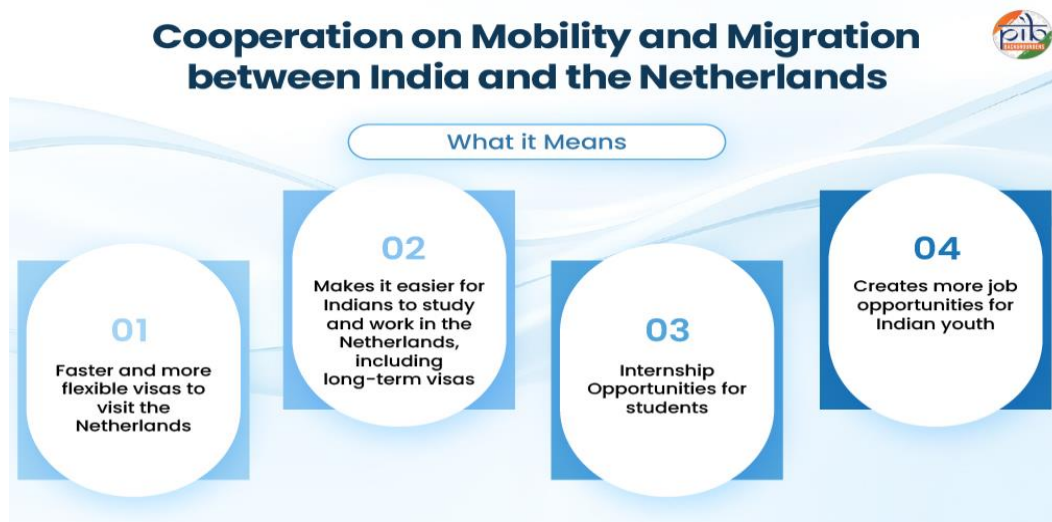 Cooperation on Mobility and Migration
between India and the Netherlands
pib
BACKGROUNDERS
What it Means
01
Faster and more
flexible visas to
visit the
Netherlands
02
Makes it easier for
Indians to study
and work in the
Netherlands,
including
long-term visas
03
Internship
Opportunities for
students
04
Creates more job
opportunities for
Indian youth